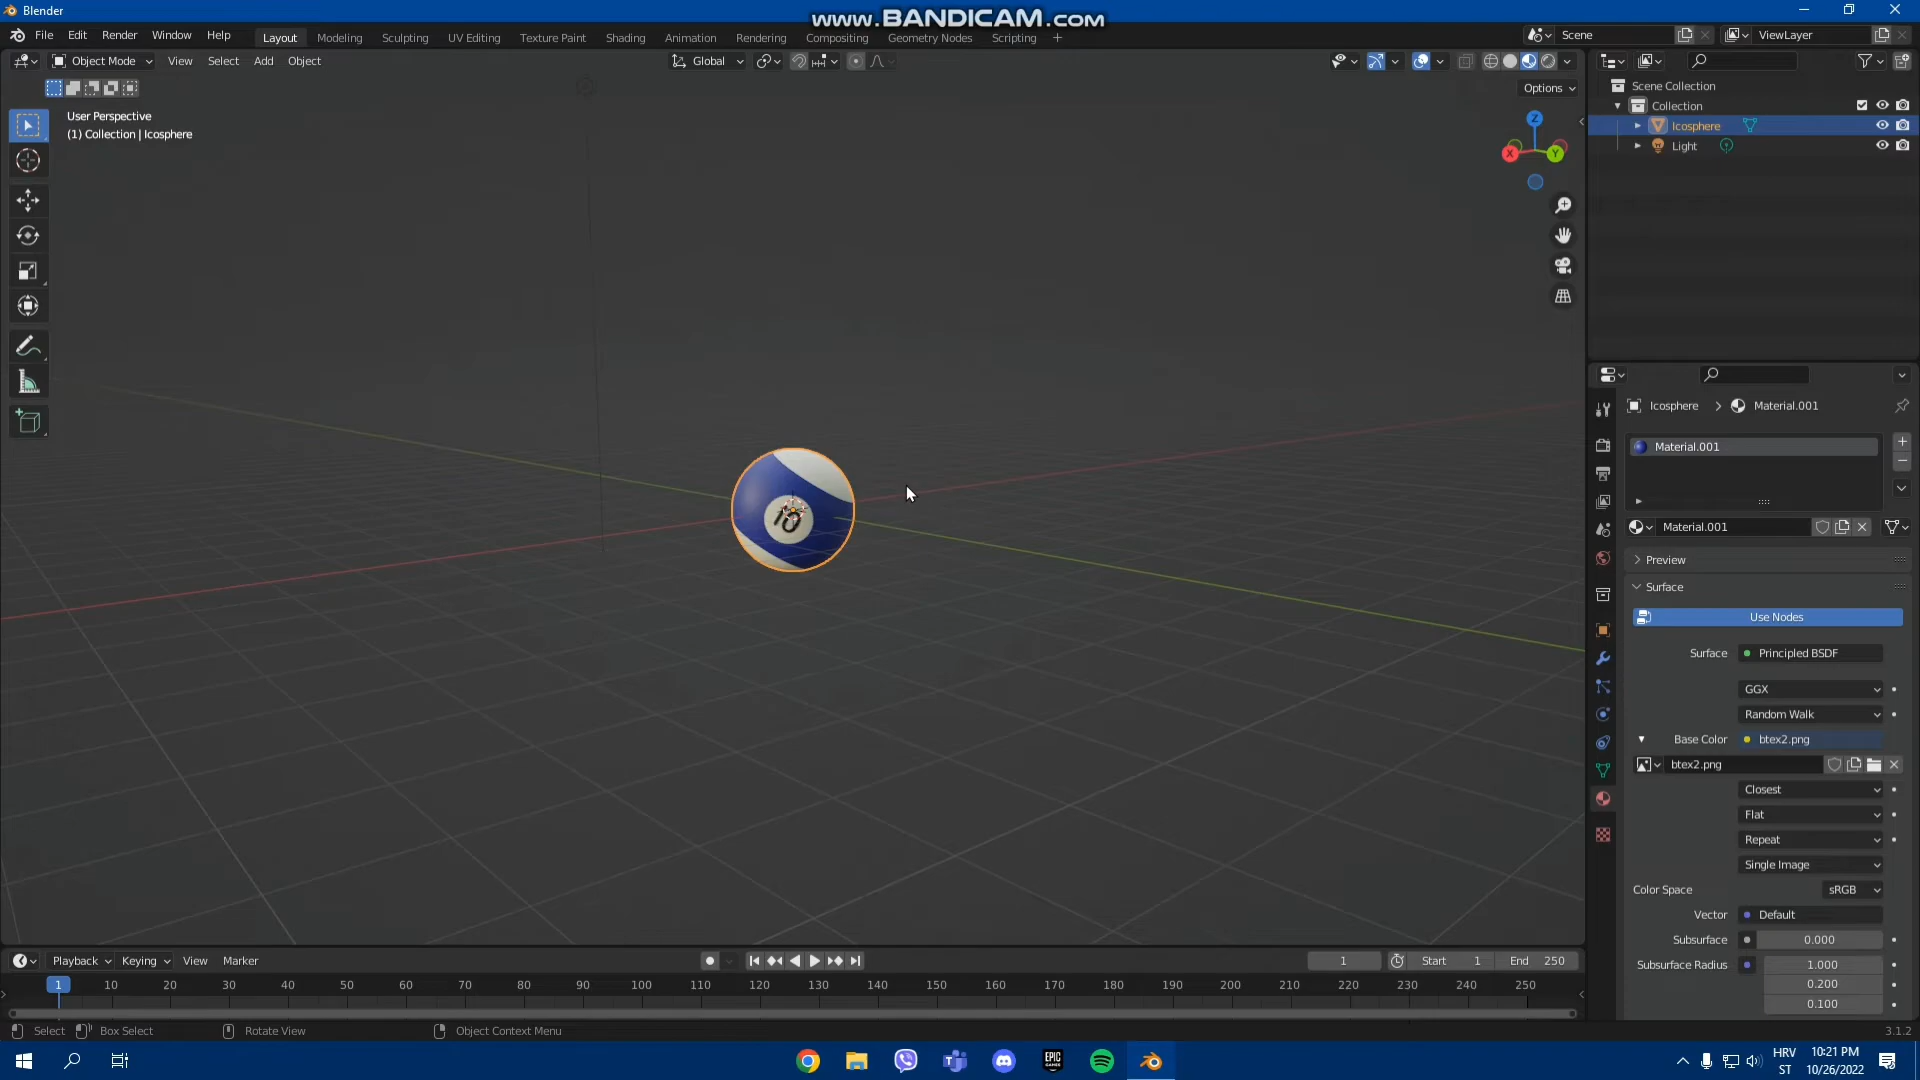 Blender
www.BANDICAM.com
File Edit Render Window Help
Layout Modeling Sculpting UV Editing Texture Paint Shading Animation Rendering Compositing Geometry Nodes Scripting +
Scene
ViewLayer
Object Mode View Select Add Object
Global
Options
User Perspective
(1) Collection | Icosphere
Z
X
Y
10
Scene Collection
Collection
Icosphere
Light
Icosphere > Material.001
Material.001
Material.001
Preview
Surface
Use Nodes
Surface Principled BSDF
GGX
Random Walk
Base Color btex2.png
btex2.png
Closest
Flat
Repeat
Single Image
Color Space sRGB
Vector Default
Subsurface 0.000
Subsurface Radius 1.000
0.200
0.100
Playback Keying View Marker
1 Start 1 End 250
1 10 20 30 40 50 60 70 80 90 100 110 120 130 140 150 160 170 180 190 200 210 220 230 240 250
Select Box Select Rotate View Object Context Menu
3.1.2
EPIC GAMES
HRV
ST
10:21 PM
10/26/2022